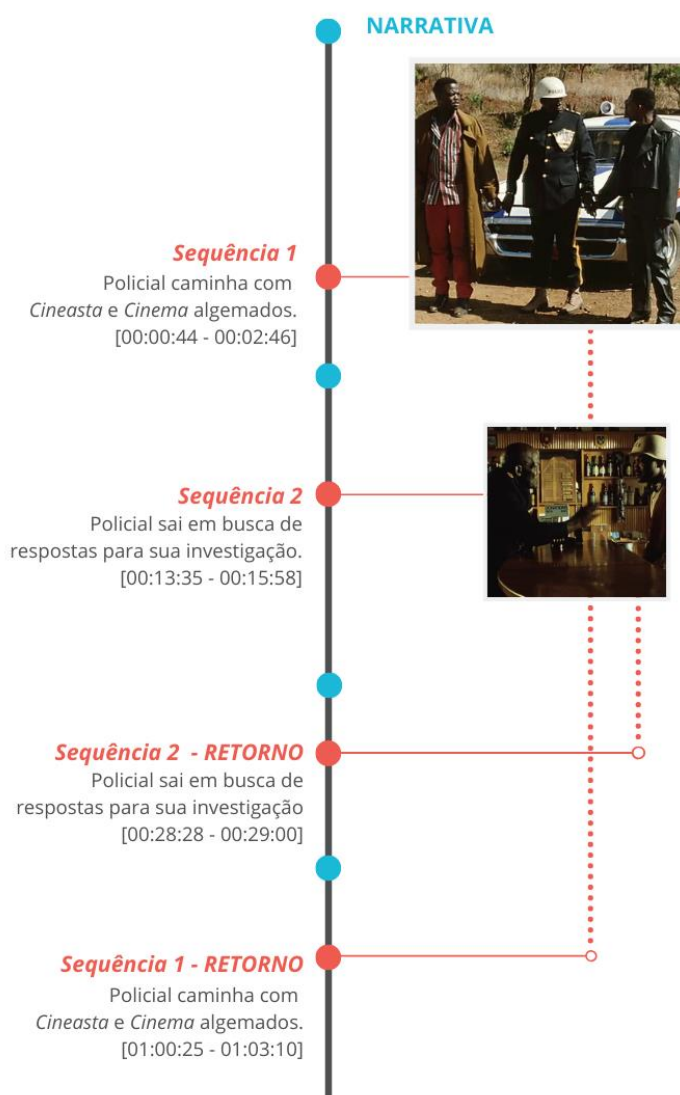 NARRATIVA
Sequência 1
Policial caminha com
Cineasta e Cinema algemados.
[00:00:44 - 00:02:46]
Sequência 2
Policial sai em busca de
respostas para sua investigação.
[00:13:35 - 00:15:58]
Sequência 2 - RETORNO
Policial sai em busca de
respostas para sua investigação
[00:28:28 - 00:29:00]
Sequência 1 - RETORNO
Policial caminha com
Cineasta e Cinema algemados.
[01:00:25 - 01:03:10]